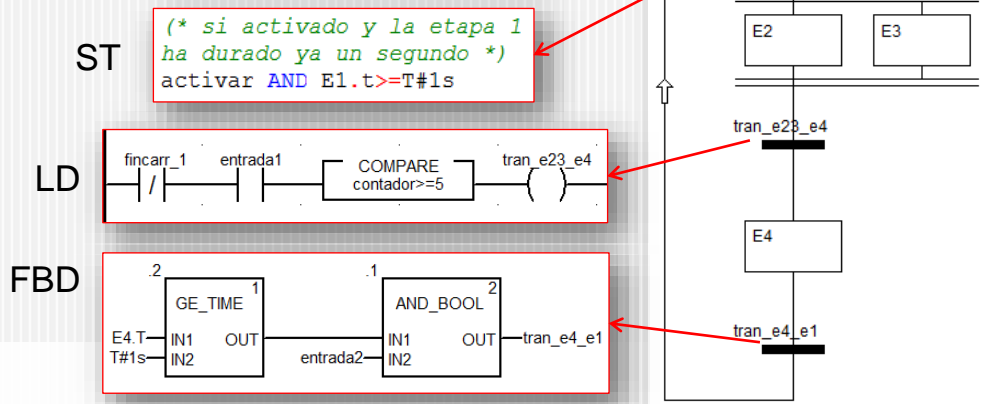 ST
(* si activado y la etapa 1
ha durado ya un segundo *)
activar AND E1.t>=T#1s
LD
fincarr_1 entrada1 COMPARE tran_e23_e4
/ contador>=5 ( )
FBD
.2 .1
1 2
GE_TIME AND_BOOL
E4.T IN1 OUT IN1 OUT tran_e4_e1
T#1s IN2 entrada2 IN2
E2 E3
tran_e23_e4
E4
tran_e4_e1